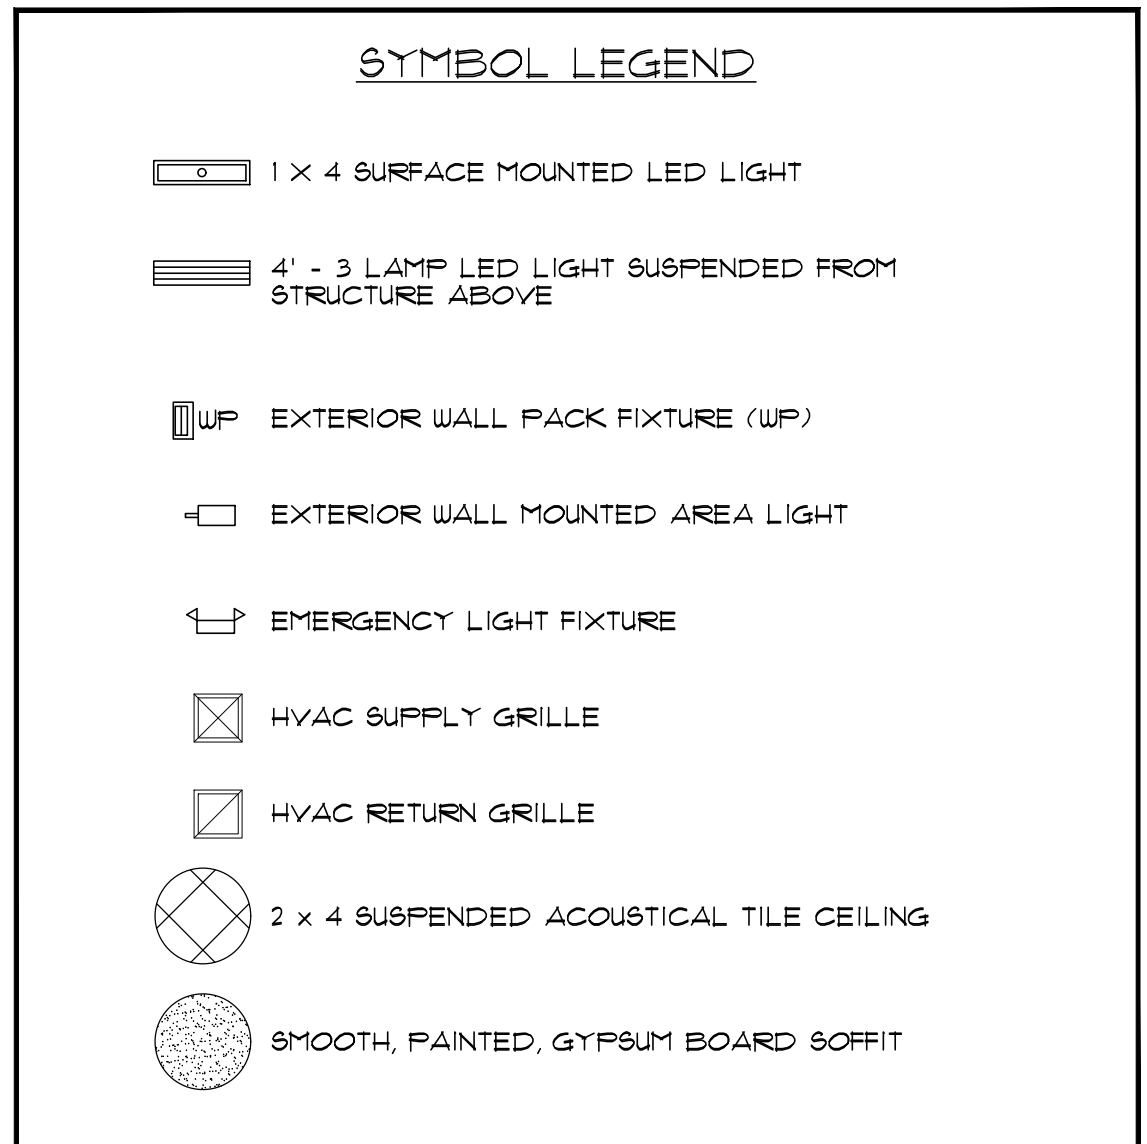 SYMBOL LEGEND
1 X 4 SURFACE MOUNTED LED LIGHT
4' - 3 LAMP LED LIGHT SUSPENDED FROM
STRUCTURE ABOVE
WP EXTERIOR WALL PACK FIXTURE (WP)
EXTERIOR WALL MOUNTED AREA LIGHT
EMERGENCY LIGHT FIXTURE
HVAC SUPPLY GRILLE
HVAC RETURN GRILLE
2 x 4 SUSPENDED ACOUSTICAL TILE CEILING
SMOOTH, PAINTED, GYPSUM BOARD SOFFIT